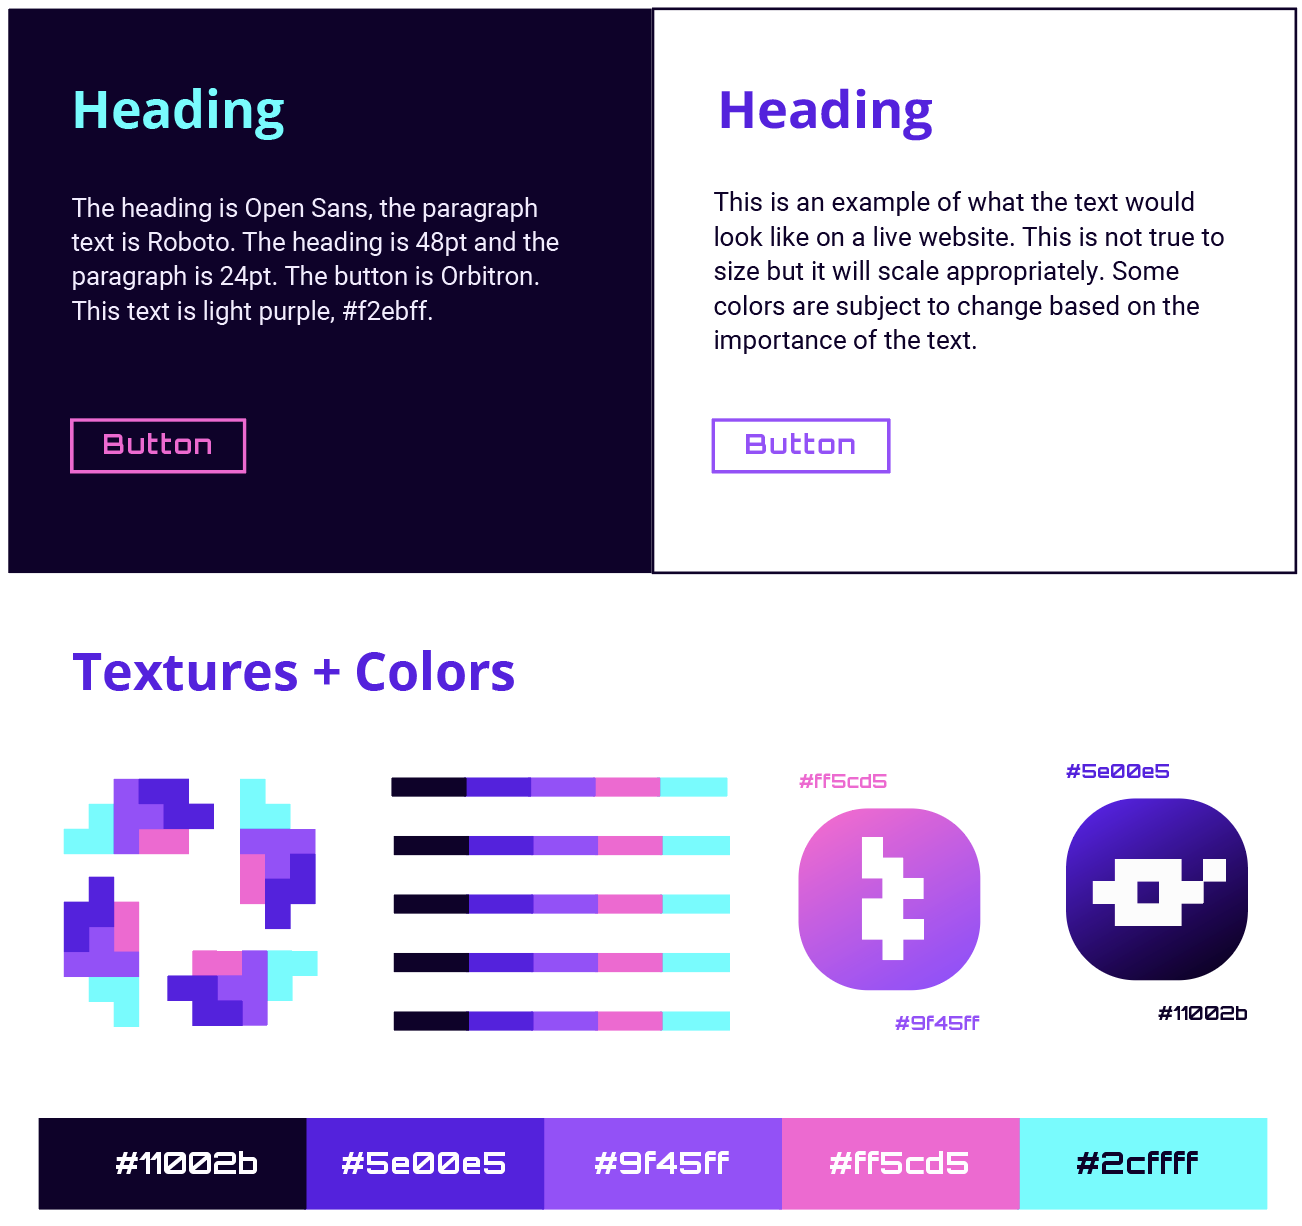 Heading
The heading is Open Sans, the paragraph
text is Roboto. The heading is 48pt and the
paragraph is 24pt. The button is Orbitron.
This text is light purple, #f2ebff.
Button
Heading
This is an example of what the text would
look like on a live website. This is not true to
size but it will scale appropriately. Some
colors are subject to change based on the
importance of the text.
Button
Textures + Colors
#ff5cd5
#9f45ff
#5e00e5
#11002b
#11002b
#5e00e5
#9f45ff
#ff5cd5
#2cffff